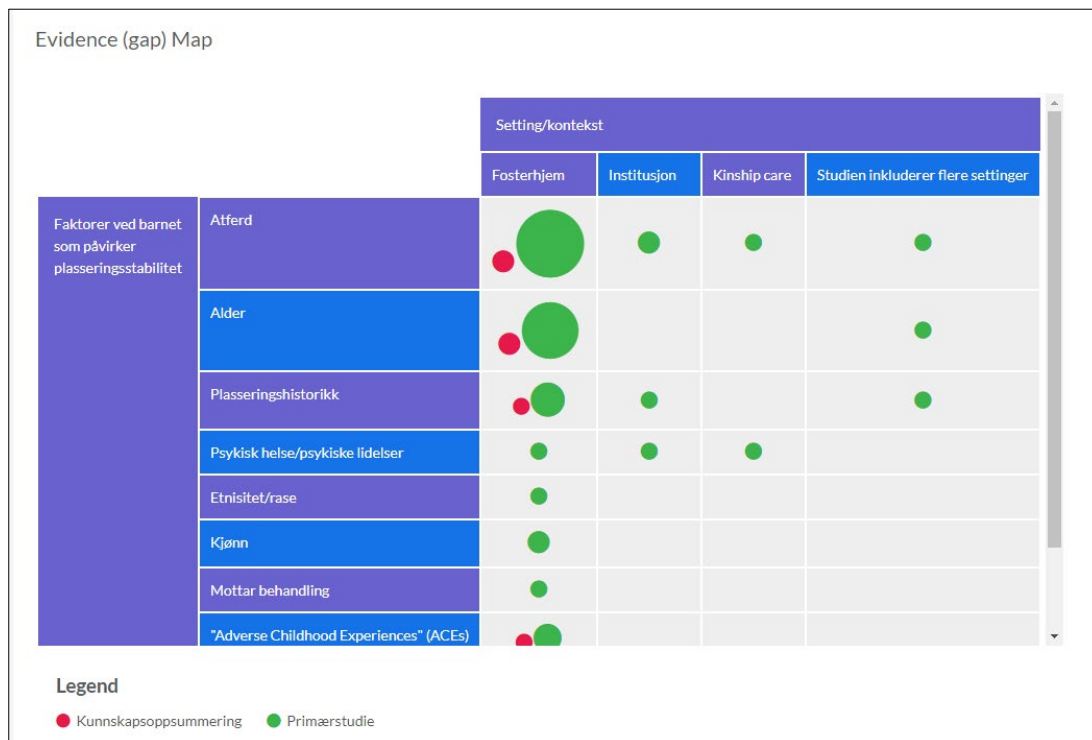 Evidence (gap) Map
Setting/kontekst
Fosterhjem
Institusjon
Kinship care
Studien inkluderer flere settinger
Faktorer ved barnet
som påvirker
plasseringsstabilitet
Atferd
Alder
Plasseringshistorikk
Psykisk helse/psykiske lidelser
Etnisitet/rase
Kjønn
Mottar behandling
"Adverse Childhood Experiences" (ACEs)
Legend
Kunnskapsoppsummering
Primærstudie